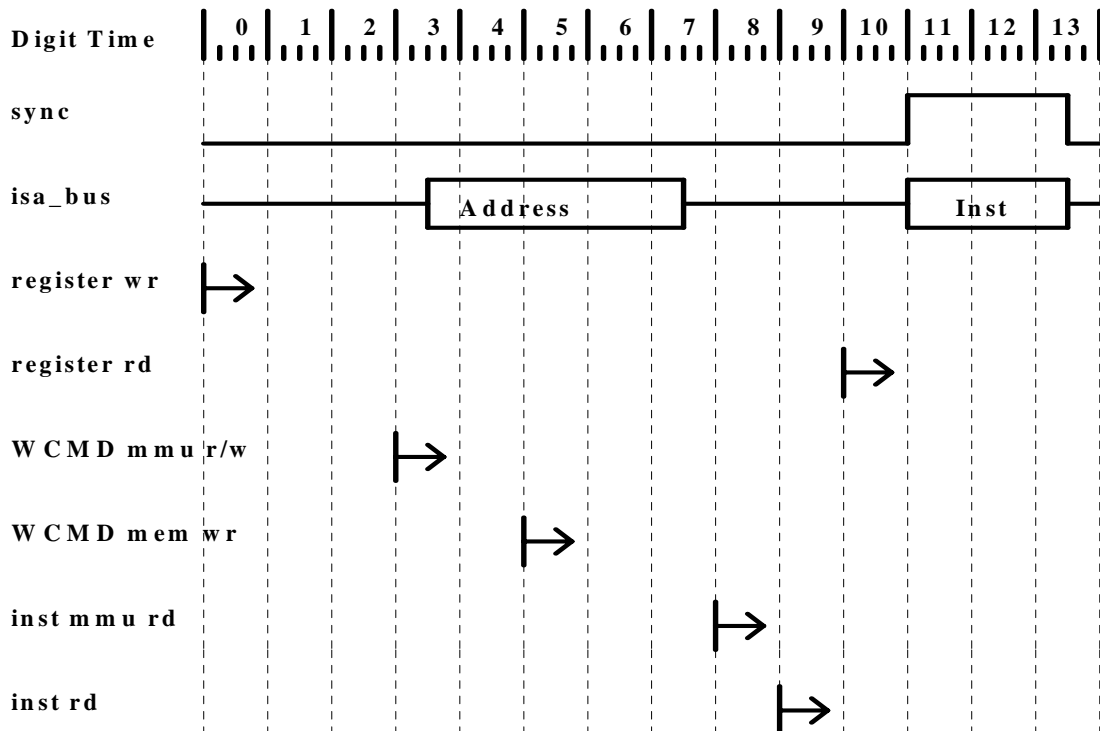 Digit Time 0 1 2 3 4 5 6 7 8 9 10 11 12 13
sync
isa_bus Address Inst
register wr
register rd
WCMD mmu r/w
WCMD mem wr
inst mmu rd
inst rd